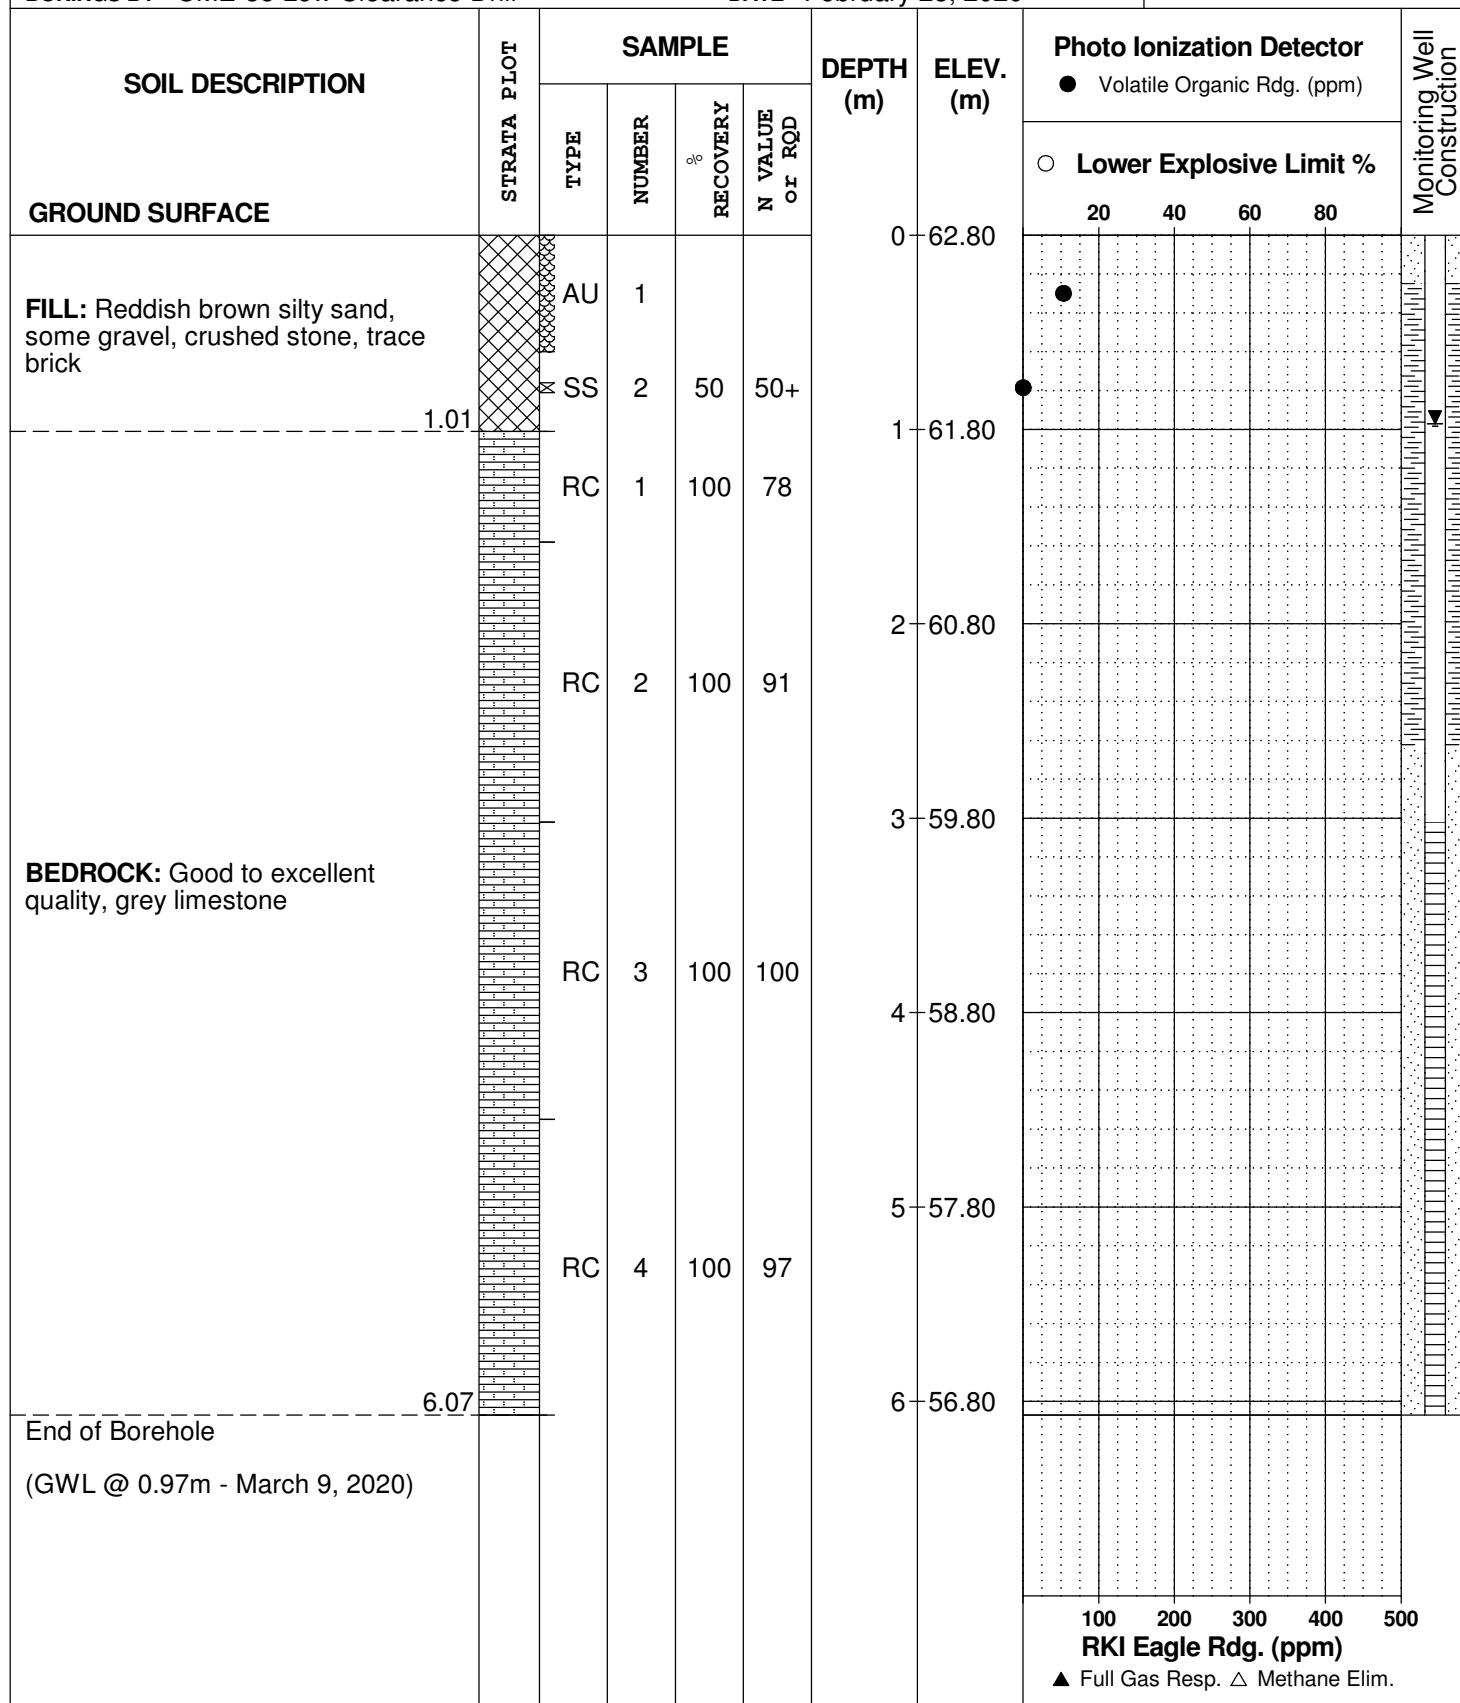 SOIL DESCRIPTION
GROUND SURFACE
STRATA PLOT
SAMPLE
TYPE
NUMBER
% RECOVERY
N VALUE or RQD
DEPTH (m)
ELEV. (m)
Photo Ionization Detector
● Volatile Organic Rdg. (ppm)
○ Lower Explosive Limit %
20 40 60 80
Monitoring Well Construction
0 62.80
FILL: Reddish brown silty sand,
some gravel, crushed stone, trace
brick
AU 1
SS 2 50 50+
1.01
1 61.80
RC 1 100 78
2 60.80
RC 2 100 91
3 59.80
BEDROCK: Good to excellent
quality, grey limestone
RC 3 100 100
4 58.80
5 57.80
RC 4 100 97
6.07
6 56.80
End of Borehole
(GWL @ 0.97m - March 9, 2020)
100 200 300 400 500
RKI Eagle Rdg. (ppm)
▲ Full Gas Resp. △ Methane Elim.